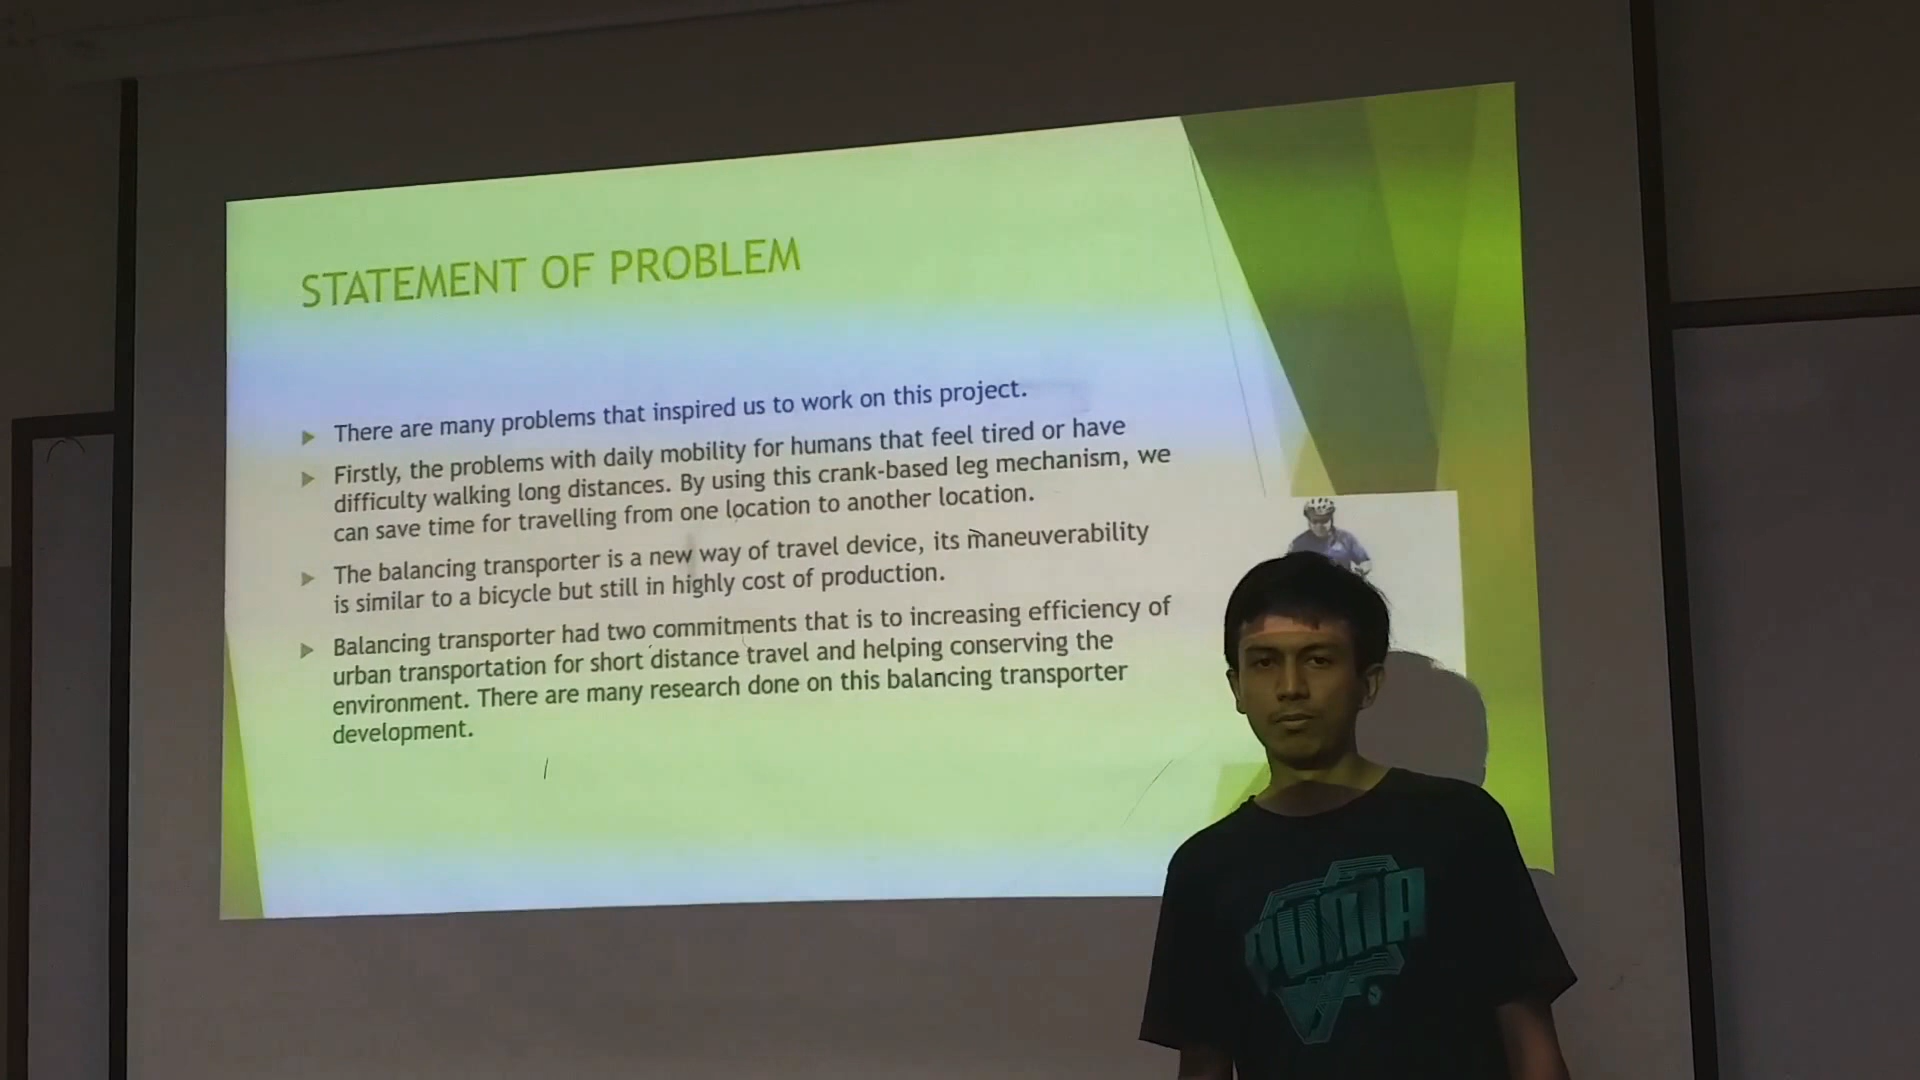 STATEMENT OF PROBLEM
There are many problems that inspired us to work on this project.
Firstly, the problems with daily mobility for humans that feel tired or have
difficulty walking long distances. By using this crank-based leg mechanism, we
can save time for travelling from one location to another location.
The balancing transporter is a new way of travel device, its maneuverability
is similar to a bicycle but still in highly cost of production.
Balancing transporter had two commitments that is to increasing efficiency of
urban transportation for short distance travel and helping conserving the
environment. There are many research done on this balancing transporter
development.
PUMA